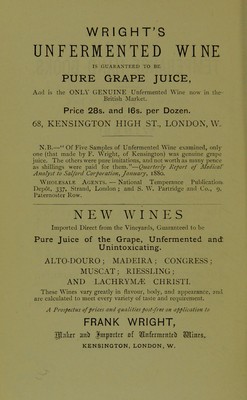 WRIGHT'S
UNFERMENTED WINE
IS GUARANTEED TO BE
PURE GRAPE JUICE,
And is the ONLY GENUINE Unfermented Wine now in the
British Market.
Price 28s. and 16s. per Dozen.
68, KENSINGTON HIGH ST., LONDON, W.
N.B.—"Of Five Samples of Unfermented Wine examined, only
one (that made by F. Wright, of Kensington) was genuine grape
juice. The others were pure imitations, and not worth as many pence
as shillings were paid for them."—Quarterly Report of Medical
Analyst to Salford Corporation, January, 1880.
WHOLESALE AGENTS.—National Temperance Publication
Depôt, 337, Strand, London; and S. W. Partridge and Co., 9,
Paternoster Row.
NEW WINES
Imported Direct from the Vineyards, Guaranteed to be
Pure Juice of the Grape, Unfermented and
Unintoxicating.
ALTO-DOURO; MADEIRA; CONGRESS;
MUSCAT; RIESSLING;
AND LACHRYMÆ CHRISTI.
These Wines vary greatly in flavour, body, and appearance, and
are calculated to meet every variety of taste and requirement.
A Prospectus of prices and qualities post-free on application to
FRANK WRIGHT,
Maker and Importer of Unfermented Wines,
KENSINGTON, LONDON, W.